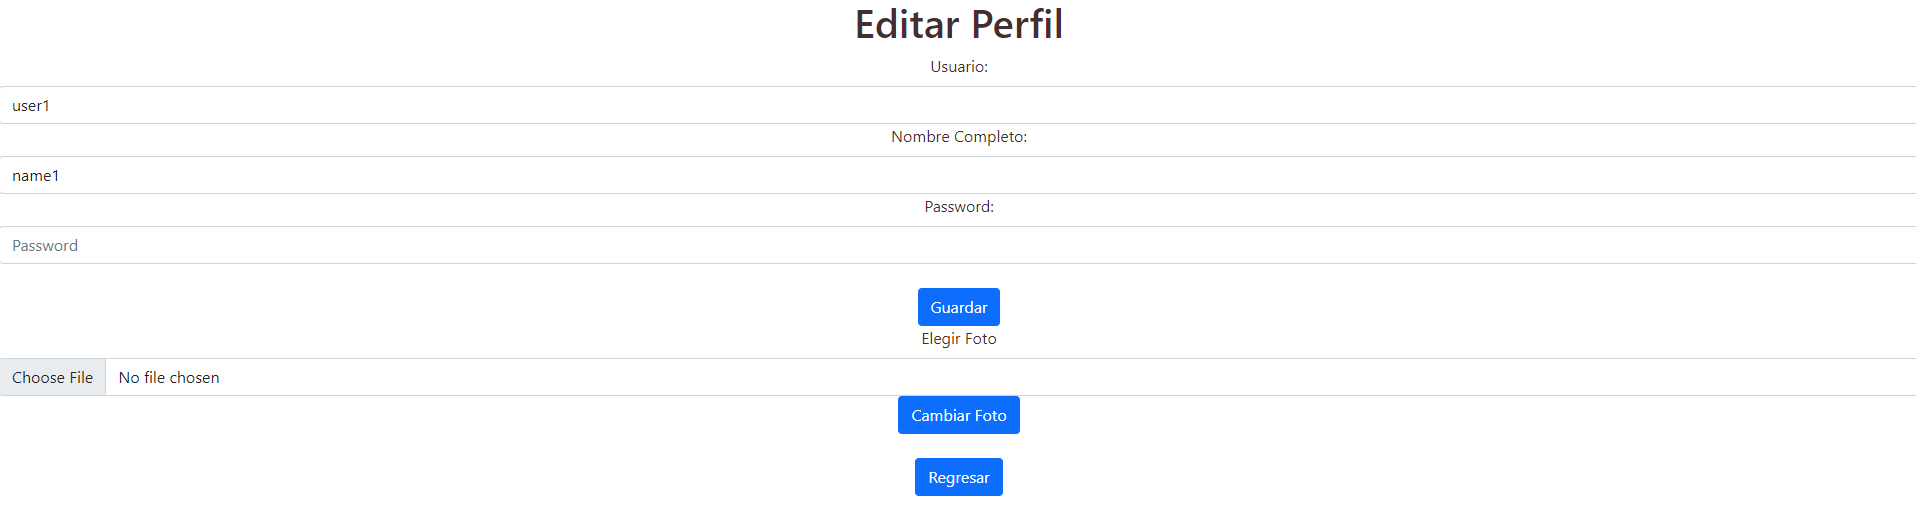 Editar Perfil
Usuario:
user1
Nombre Completo:
name1
Password:
Password
Guardar
Elegir Foto
Choose File No file chosen
Cambiar Foto
Regresar